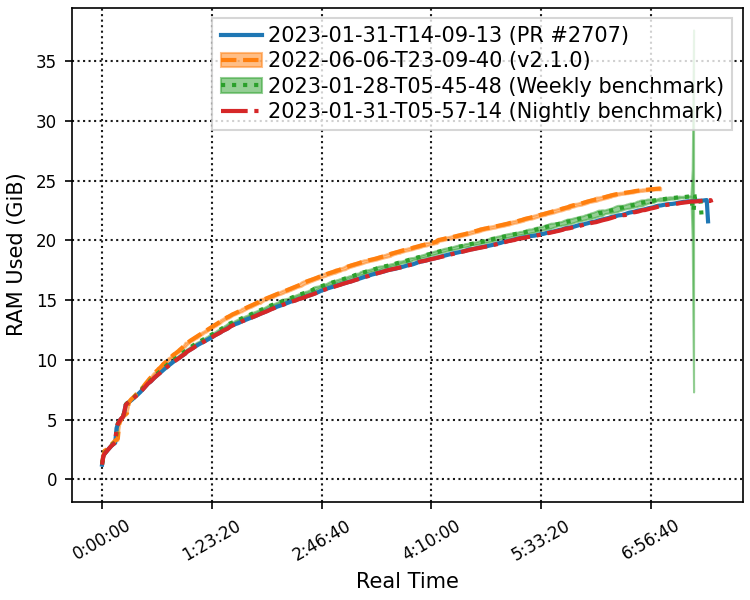 2023-01-31-T14-09-13 (PR #2707)
2022-06-06-T23-09-40 (v2.1.0)
2023-01-28-T05-45-48 (Weekly benchmark)
2023-01-31-T05-57-14 (Nightly benchmark)
RAM Used (GiB)
35
30
25
20
15
10
5
0
0:00:00
1:23:20
2:46:40
4:10:00
5:33:20
6:56:40
Real Time